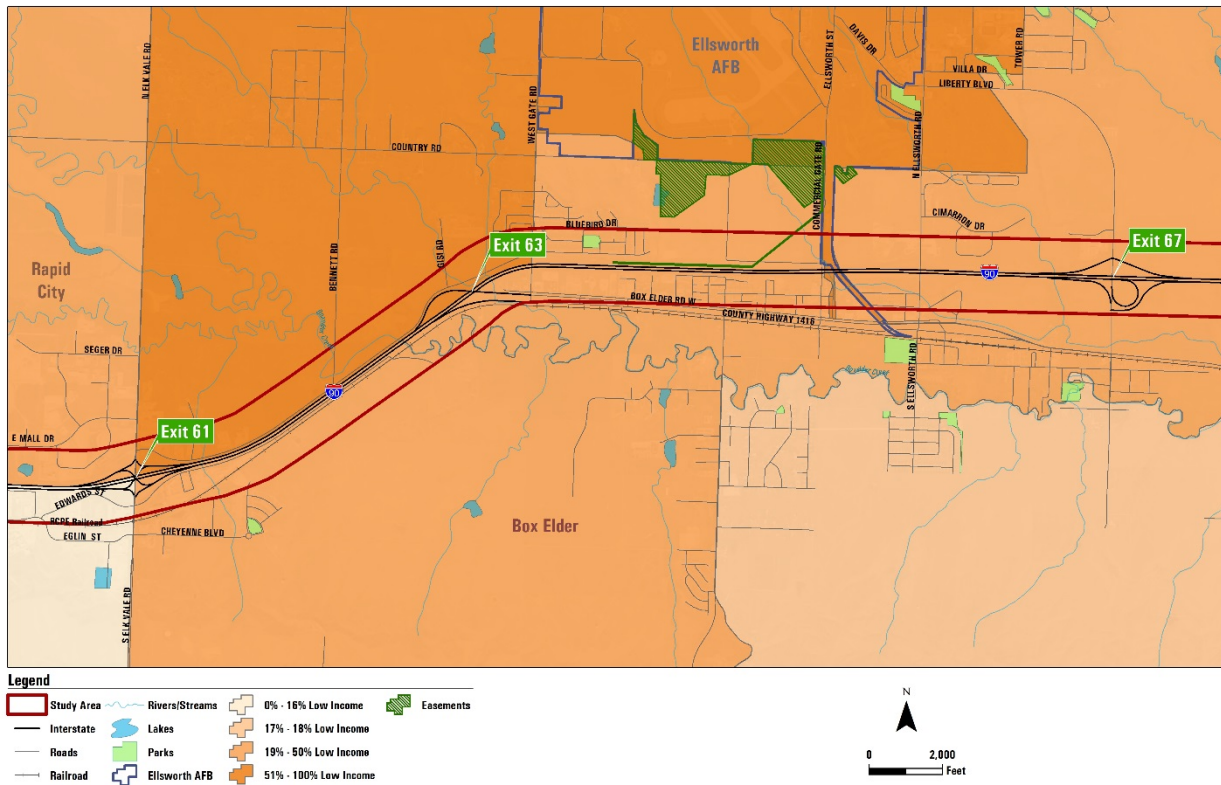 N ELK VALE RD
WEST GATE RD
Ellsworth
AFB
ELLSWORTH ST
DAVIS DR
TOWER RD
VILLA DR
LIBERTY BLVD
N ELLSWORTH RD
COUNTRY RD
COMMERCIAL GATE RD
BLUEBIRD DR
CIMARRON DR
Exit 63
Exit 67
GISI RD
BENNETT RD
90
Rapid
City
BOX ELDER RD W
COUNTY HIGHWAY 1416
SEGER DR
90
S ELLSWORTH RD
E MALL DR
Exit 61
EDWARDS ST
RCPE Railroad
EGLIN ST
CHEYENNE BLVD
Box Elder
S ELK VALE RD
Legend
Study Area
Rivers/Streams
0% - 16% Low Income
Easements
Interstate
Lakes
17% - 18% Low Income
Roads
Parks
19% - 50% Low Income
Railroad
Ellsworth AFB
51% - 100% Low Income
N
0 2,000
Feet